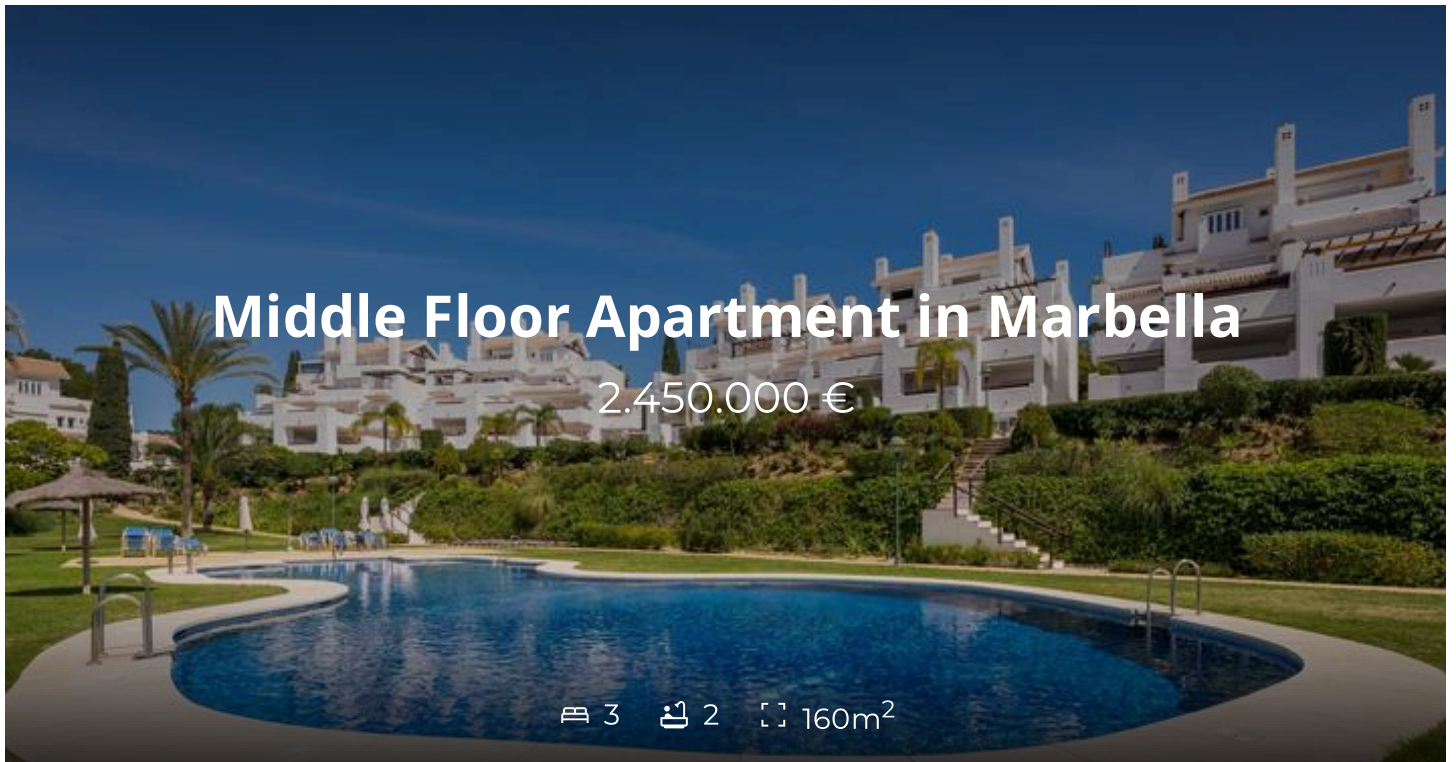 Middle Floor Apartment in Marbella
2.450.000 €
3 2 160m²